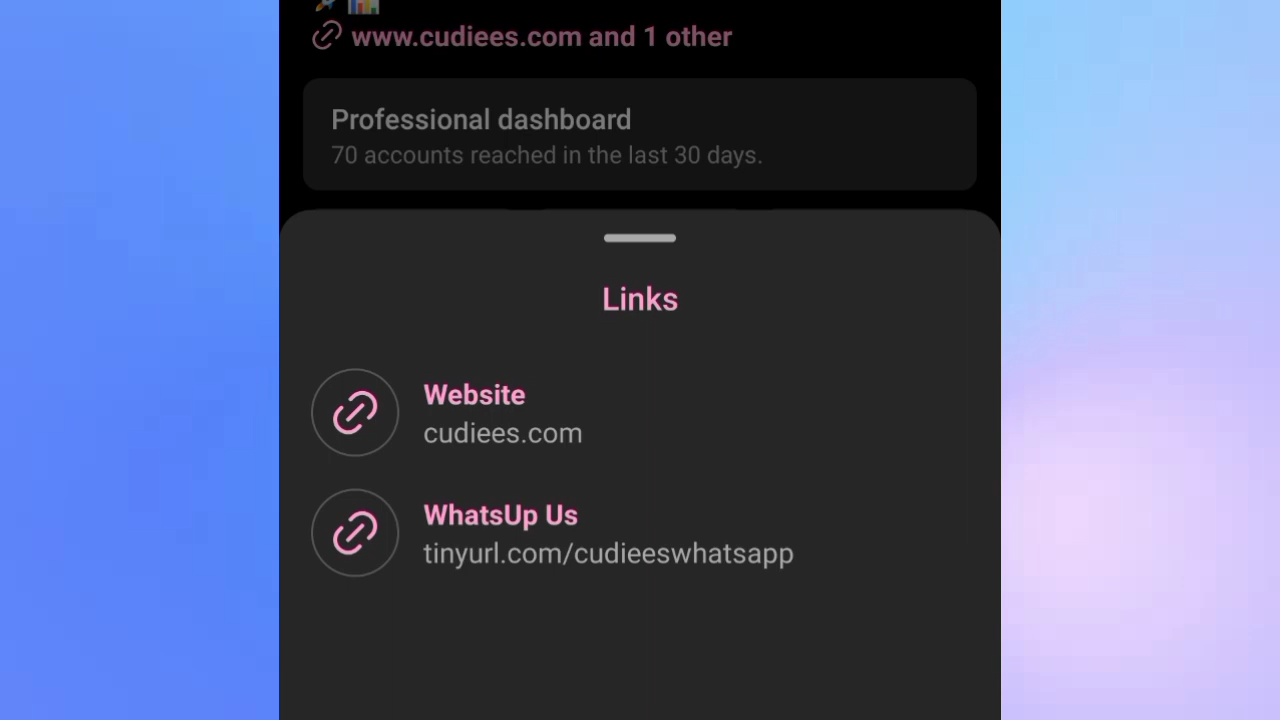 www.cudiees.com and 1 other
Professional dashboard
70 accounts reached in the last 30 days.
Links
Website
cudiees.com
WhatsUp Us
tinyurl.com/cudieeswhatsapp